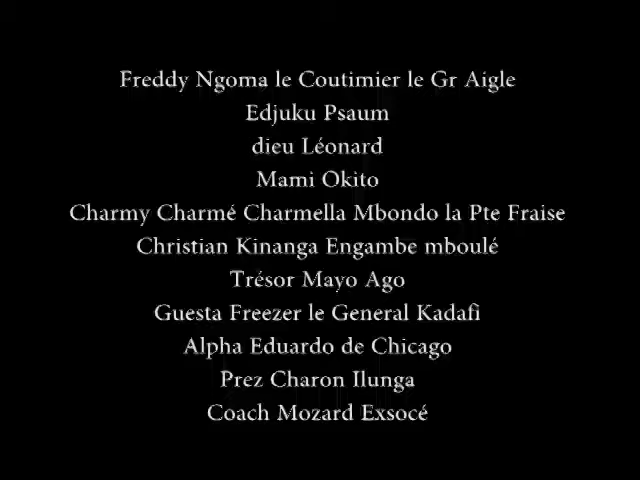 Freddy Ngoma le Coutimier le Gr Aigle
Edjuku Psaum
dieu Léonard
Mami Okito
Charmy Charmé Charmella Mbondo la Pte Fraise
Christian Kinanga Engambe mboulé
Trésor Mayo Ago
Guesta Freezer le General Kadafi
Alpha Eduardo de Chicago
Prez Charon Ilunga
Coach Mozard Exsocé